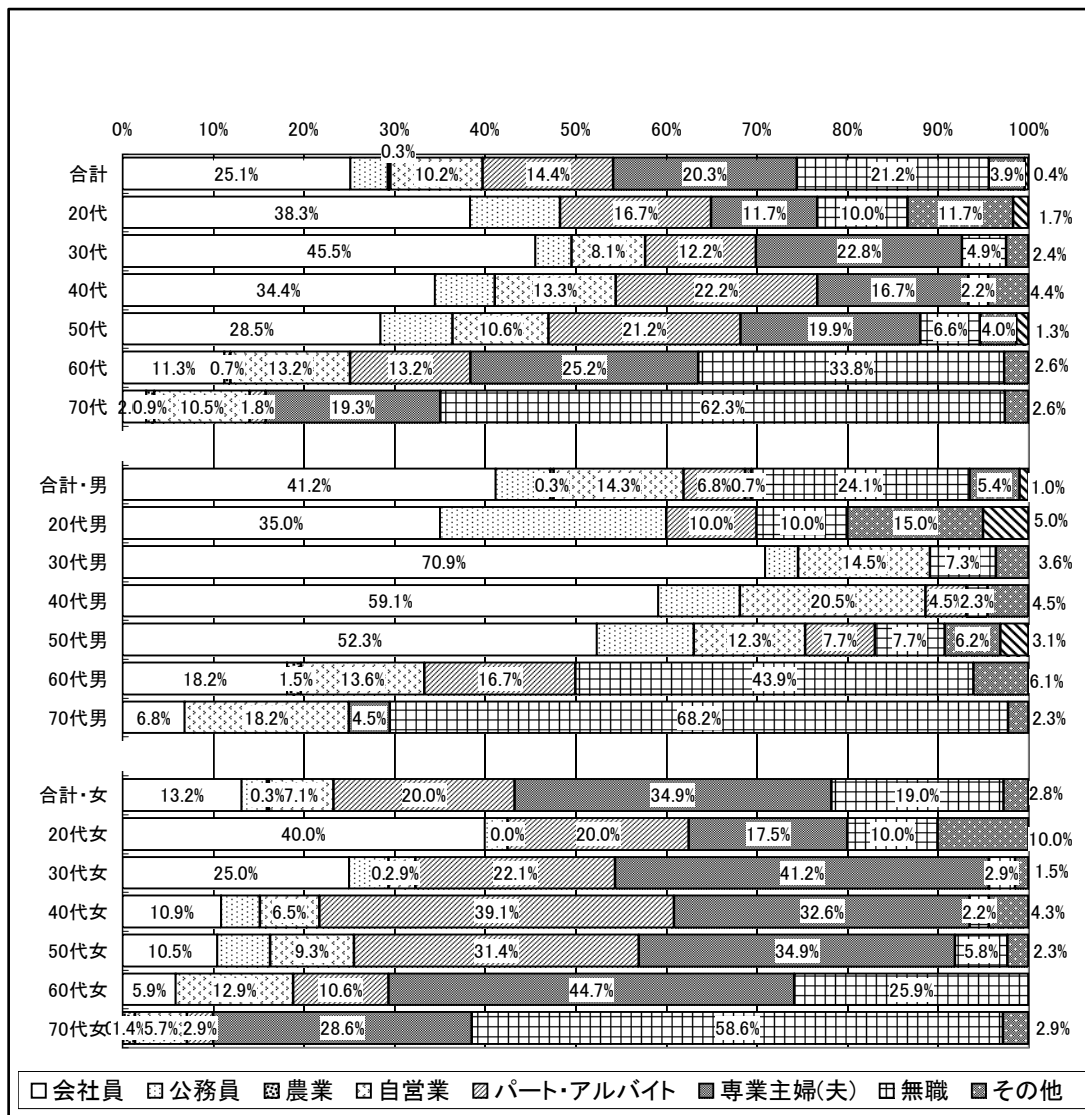 0% 10% 20% 30% 40% 50% 60% 70% 80% 90% 100%
0.3%
合計 25.1% 10.2% 14.4% 20.3% 21.2% 3.9% 0.4%
20代 38.3% 16.7% 11.7% 10.0% 11.7% 1.7%
30代 45.5% 8.1% 12.2% 22.8% 4.9% 2.4%
40代 34.4% 13.3% 22.2% 16.7% 2.2% 4.4%
50代 28.5% 10.6% 21.2% 19.9% 6.6% 4.0% 1.3%
60代 11.3% 0.7% 13.2% 13.2% 25.2% 33.8% 2.6%
70代 0.9% 10.5% 1.8% 19.3% 62.3% 2.6%
合計・男 41.2% 0.3% 14.3% 6.8% 0.7% 24.1% 5.4% 1.0%
20代男 35.0% 10.0% 10.0% 15.0% 5.0%
30代男 70.9% 14.5% 7.3% 3.6%
40代男 59.1% 20.5% 4.5% 2.3% 4.5%
50代男 52.3% 12.3% 7.7% 7.7% 6.2% 3.1%
60代男 18.2% 1.5% 13.6% 16.7% 43.9% 6.1%
70代男 6.8% 18.2% 4.5% 68.2% 2.3%
合計・女 13.2% 0.3% 7.1% 20.0% 34.9% 19.0% 2.8%
20代女 40.0% 0.0% 20.0% 17.5% 10.0% 10.0%
30代女 25.0% 2.9% 22.1% 41.2% 2.9% 1.5%
40代女 10.9% 6.5% 39.1% 32.6% 2.2% 4.3%
50代女 10.5% 9.3% 31.4% 34.9% 5.8% 2.3%
60代女 5.9% 12.9% 10.6% 44.7% 25.9%
70代女 1.4% 5.7% 2.9% 28.6% 58.6% 2.9%
会社員 公務員 農業 自営業 パート・アルバイト 専業主婦(夫) 無職 その他